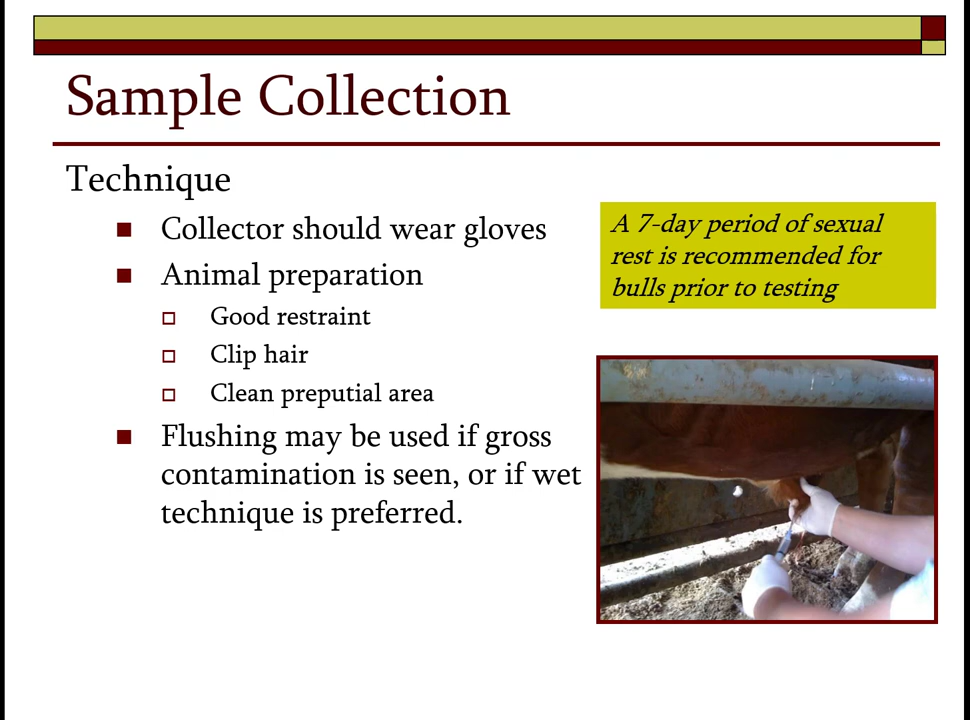 Sample Collection
Technique
Collector should wear gloves
Animal preparation
Good restraint
Clip hair
Clean preputial area
Flushing may be used if gross
contamination is seen, or if wet
technique is preferred.
A 7-day period of sexual
rest is recommended for
bulls prior to testing